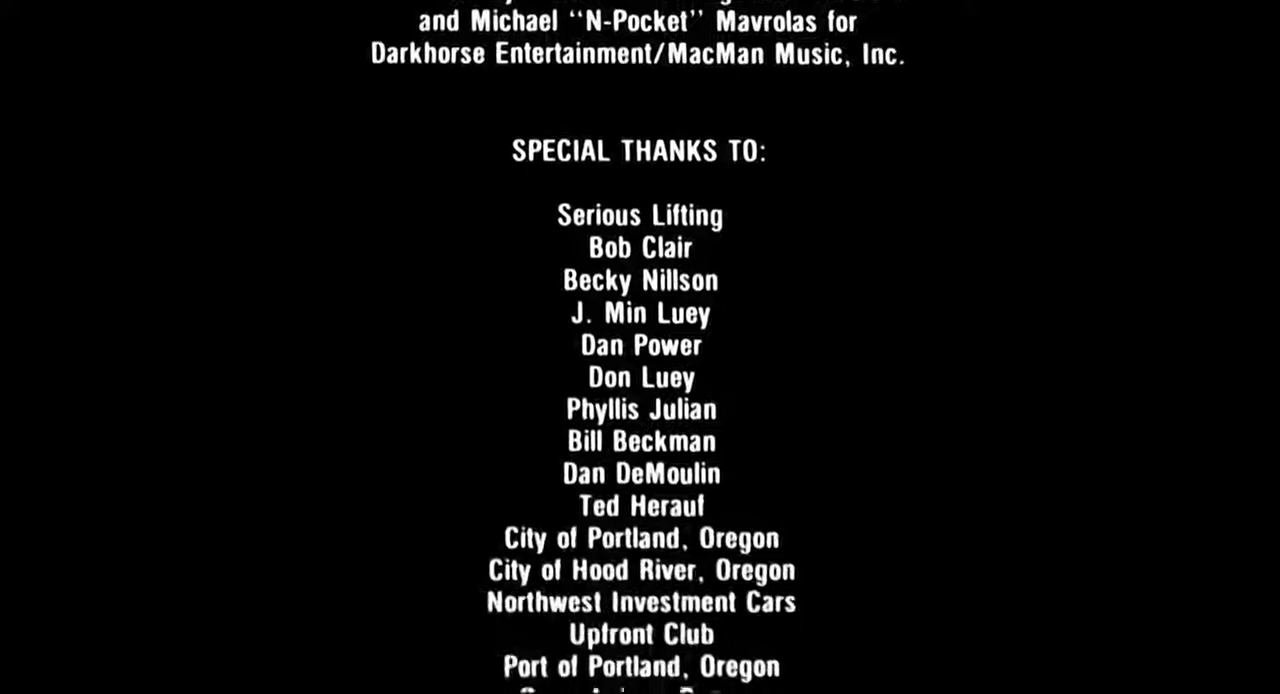 and Michael "N-Pocket" Mavrolas for
Darkhorse Entertainment/MacMan Music, Inc.
SPECIAL THANKS TO:
Serious Lifting
Bob Clair
Becky Nillson
J. Min Luey
Dan Power
Don Luey
Phyllis Julian
Bill Beckman
Dan DeMoulin
Ted Herauf
City of Portland, Oregon
City of Hood River, Oregon
Northwest Investment Cars
Upfront Club
Port of Portland, Oregon